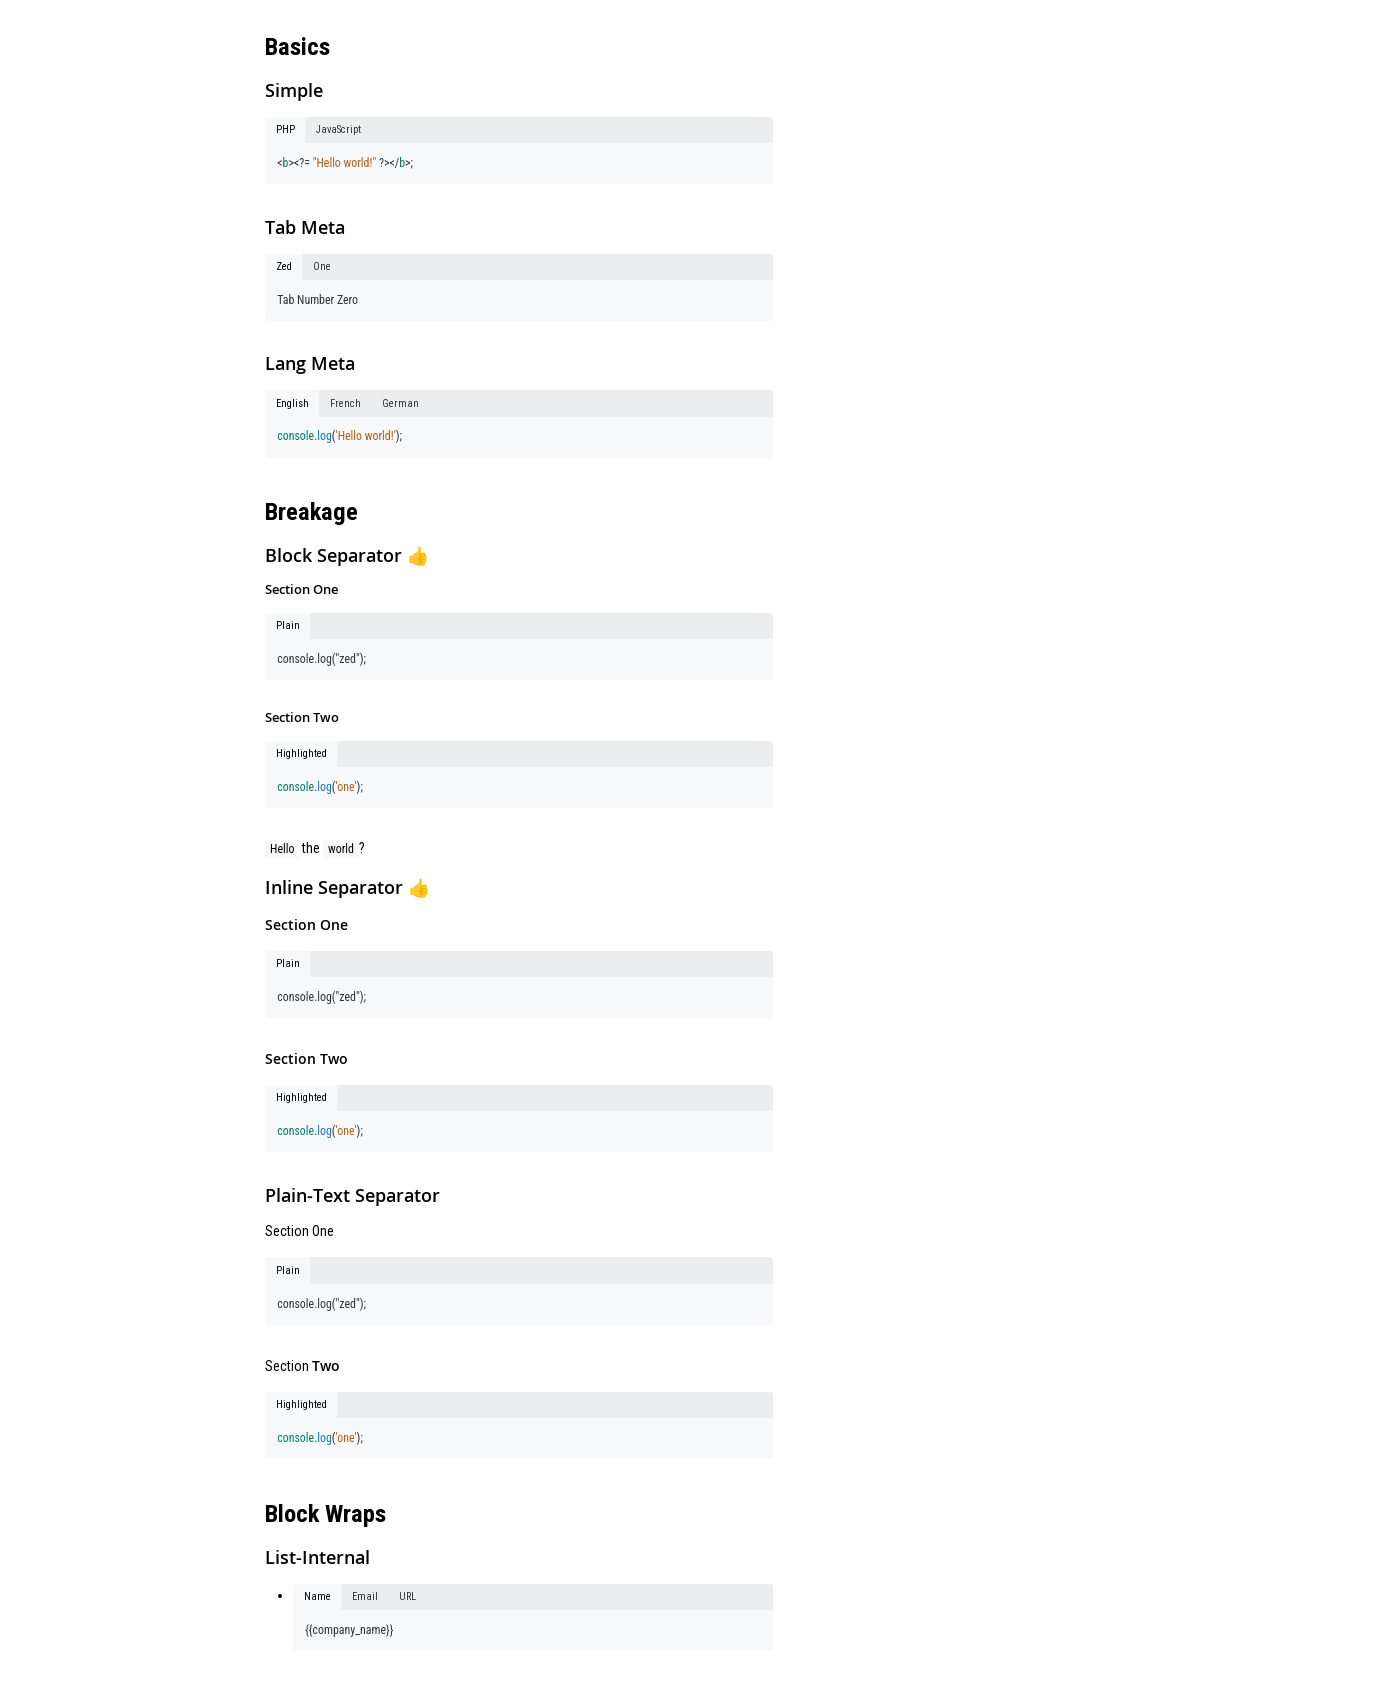 Basics
Simple
PHP JavaScript
<b><?= "Hello world!" ?></b>;
Tab Meta
Zed One
Tab Number Zero
Lang Meta
English French German
console.log('Hello world!');
Breakage
Block Separator 👍
Section One
Plain
console.log("zed");
Section Two
Highlighted
console.log('one');
Hello the world?
Inline Separator 👍
Section One
Plain
console.log("zed");
Section Two
Highlighted
console.log('one');
Plain-Text Separator
Section One
Plain
console.log("zed");
Section Two
Highlighted
console.log('one');
Block Wraps
List-Internal
• Name Email URL
{{company_name}}